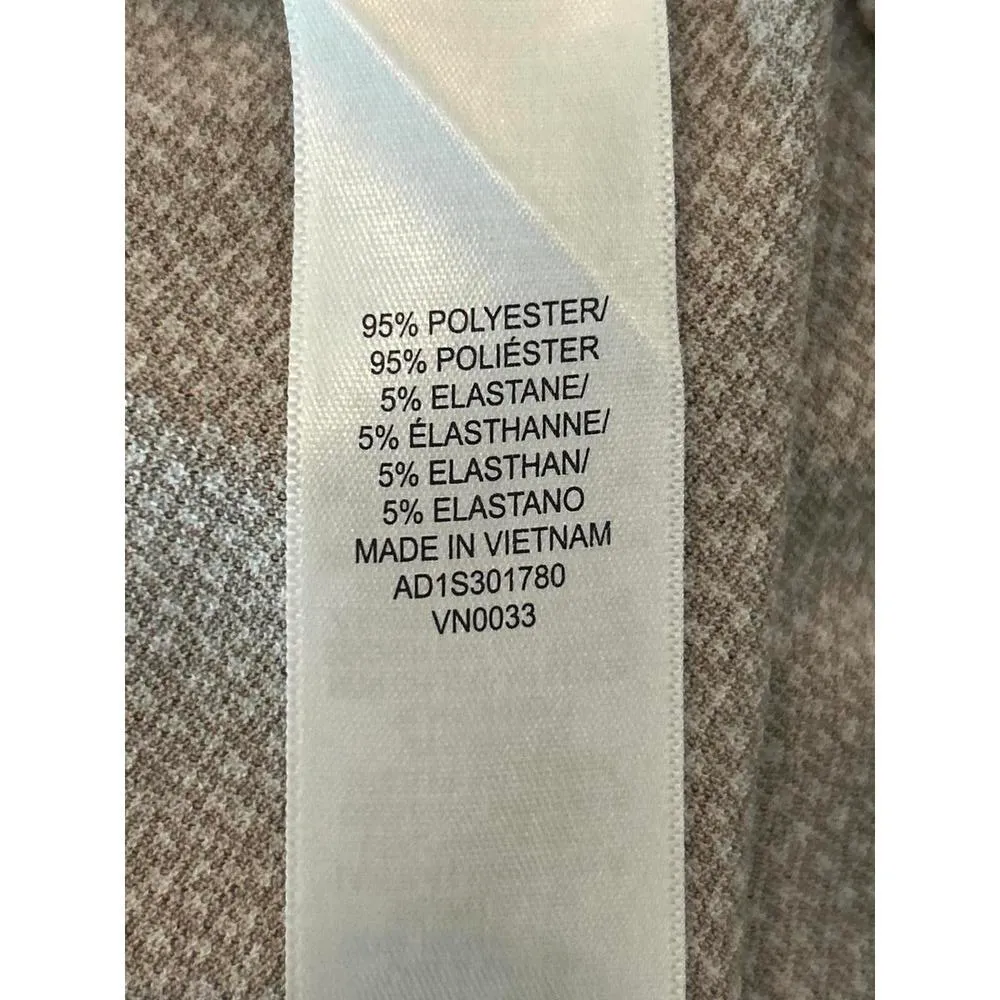 95% POLYESTER/
95% POLIÉSTER
5% ELASTANE/
5% ÉLASTHANNE/
5% ELASTHAN/
5% ELASTANO
MADE IN VIETNAM
AD1S301780
VN0033